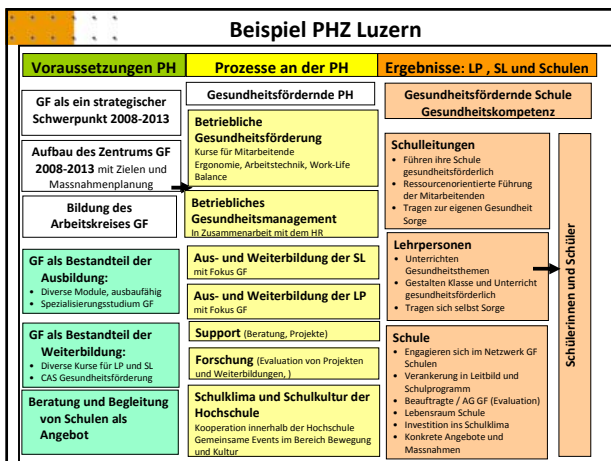 Beispiel PHZ Luzern
Voraussetzungen PH
GF als ein strategischer
Schwerpunkt 2008-2013
Aufbau des Zentrums GF
2008-2013 mit Zielen und
Massnahmenplanung
Bildung des
Arbeitskreises GF
GF als Bestandteil der
Ausbildung:
• Diverse Module, ausbaufähig
• Spezialisierungsstudium GF
GF als Bestandteil der
Weiterbildung:
• Diverse Kurse für LP und SL
• CAS Gesundheitsförderung
Beratung und Begleitung
von Schulen als
Angebot
Prozesse an der PH
Gesundheitsfördernde PH
Betriebliche
Gesundheitsförderung
Kurse für Mitarbeitende
Ergonomie, Arbeitstechnik, Work-Life
Balance
Betriebliches
Gesundheitsmanagement
In Zusammenarbeit mit dem HR
Aus- und Weiterbildung der SL
mit Fokus GF
Aus- und Weiterbildung der LP
mit Fokus GF
Support (Beratung, Projekte)
Forschung (Evaluation von Projekten
und Weiterbildungen, )
Schulklima und Schulkultur der
Hochschule
Kooperation innerhalb der Hochschule
Gemeinsame Events im Bereich Bewegung
und Kultur
Ergebnisse: LP , SL und Schulen
Gesundheitsfördernde Schule
Gesundheitskompetenz
Schulleitungen
• Führen ihre Schule
gesundheitsförderlich
• Ressourcenorientierte Führung
der Mitarbeitenden
• Tragen zur eigenen Gesundheit
Sorge
Lehrpersonen
• Unterrichten
Gesundheitsthemen
• Gestalten Klasse und Unterricht
gesundheitsförderlich
• Tragen sich selbst Sorge
Schule
• Engagieren sich im Netzwerk GF
Schulen
• Verankerung in Leitbild und
Schulprogramm
• Beauftragte / AG GF (Evaluation)
• Lebensraum Schule
• Investition ins Schulklima
• Konkrete Angebote und
Massnahmen
Schülerinnen und Schüler